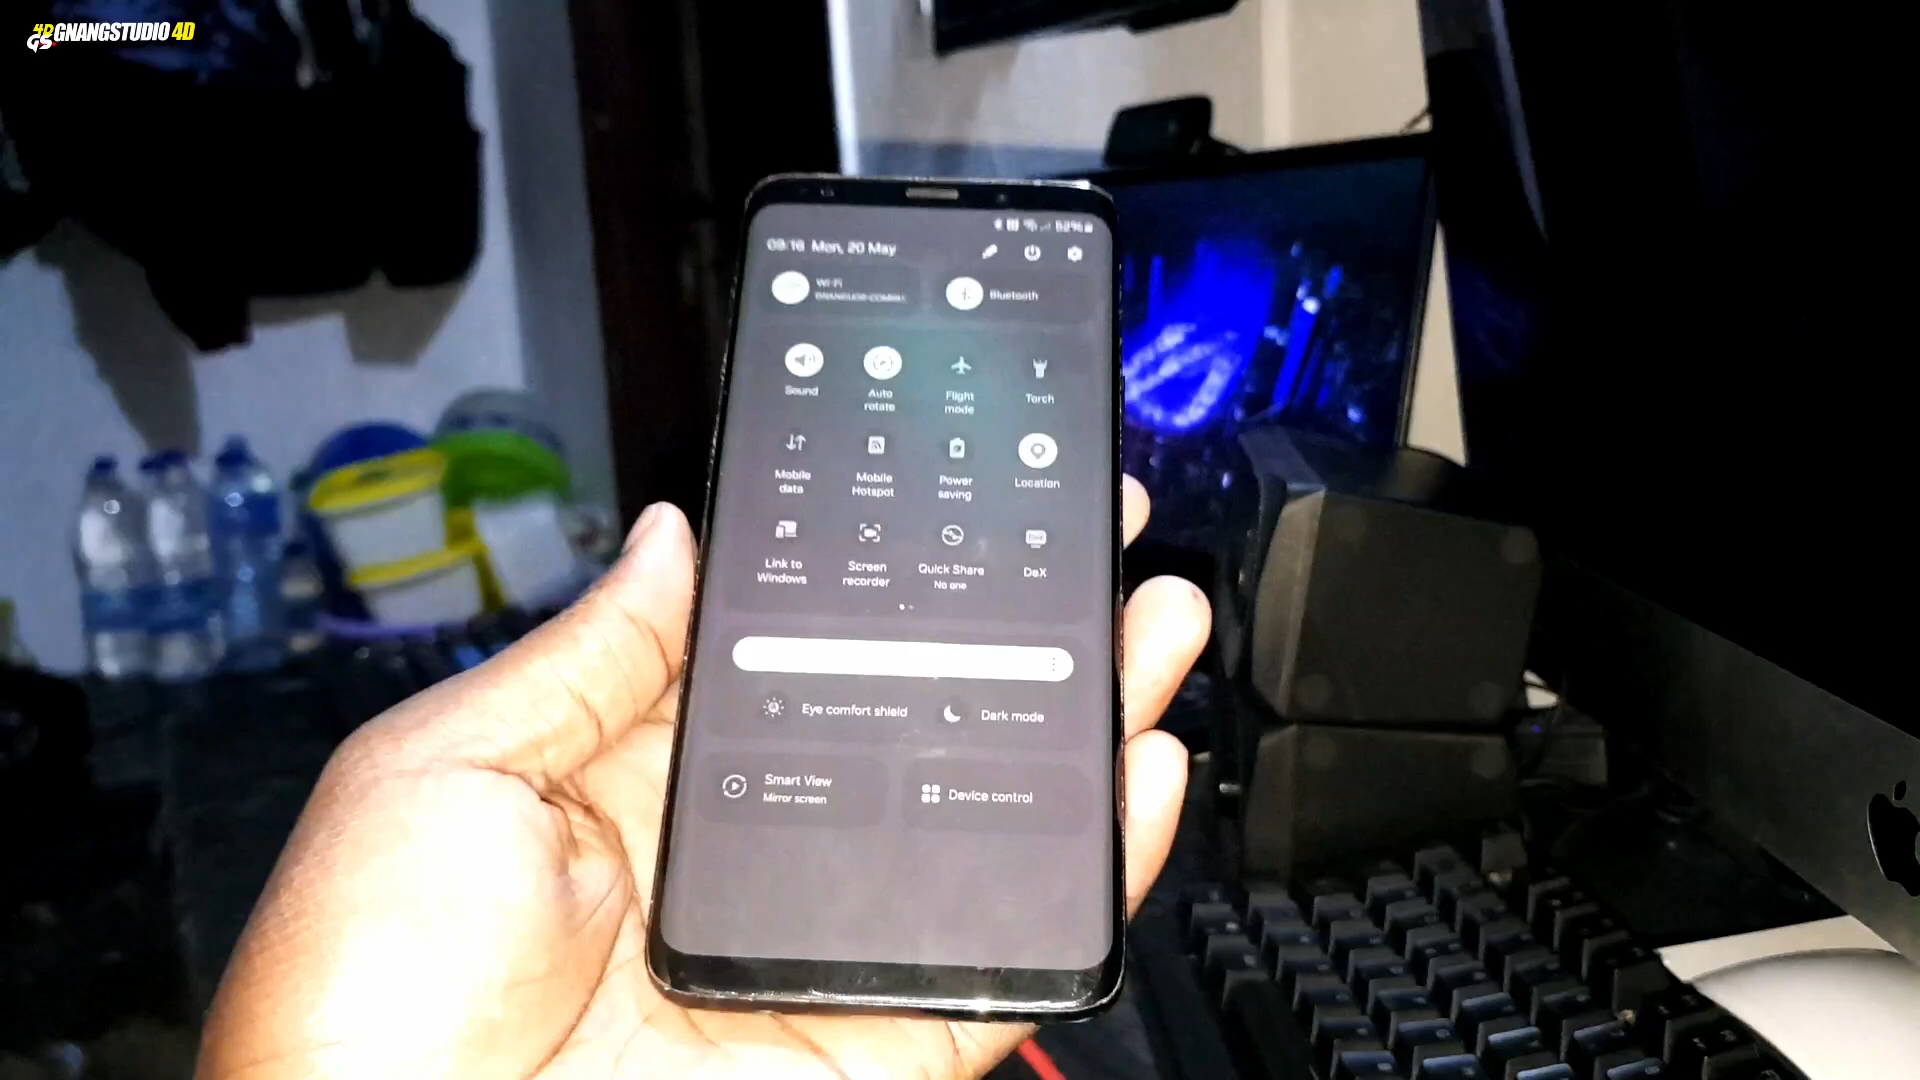 GNANGSTUDIO 4D
52%
09:16 Mon, 20 May
Wi-Fi
Bluetooth
Sound
Auto
rotate
Flight
mode
Torch
Mobile
data
Mobile
Hotspot
Power
saving
Location
Link to
Windows
Screen
recorder
Quick Share
No one
DeX
Eye comfort shield
Dark mode
Smart View
Mirror screen
Device control